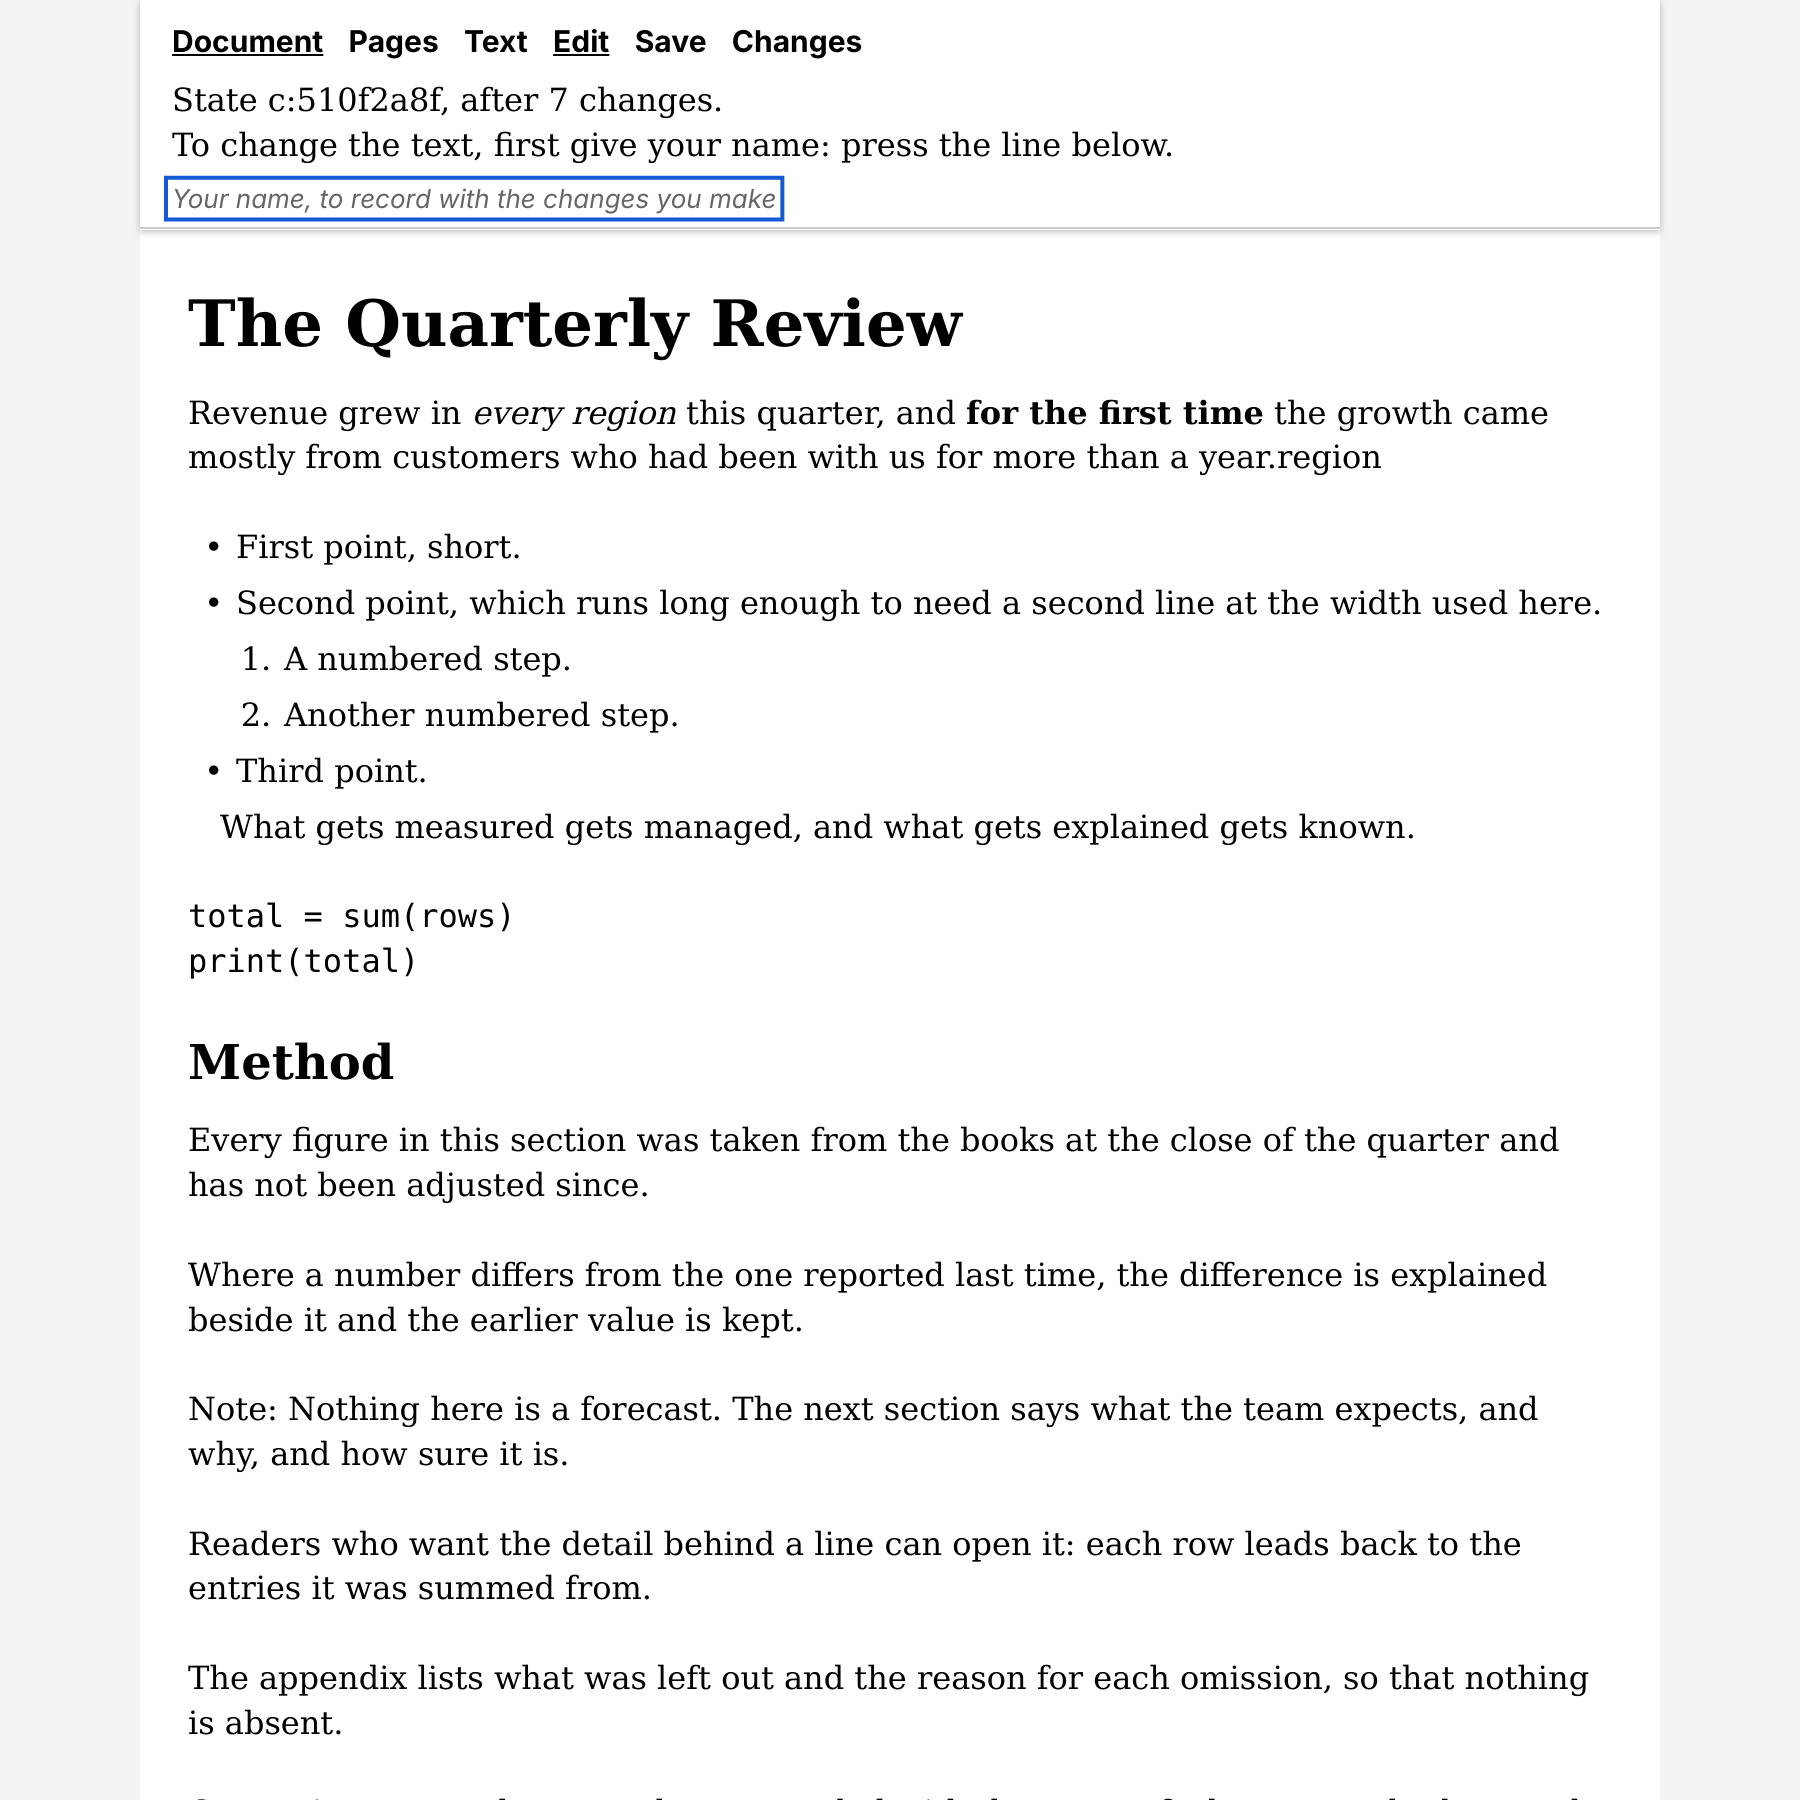 Document Pages Text Edit Save Changes
State c:510f2a8f, after 7 changes.
To change the text, first give your name: press the line below.
Your name, to record with the changes you make
The Quarterly Review
Revenue grew in every region this quarter, and for the first time the growth came
mostly from customers who had been with us for more than a year.region
• First point, short.
• Second point, which runs long enough to need a second line at the width used here.
1. A numbered step.
2. Another numbered step.
• Third point.
What gets measured gets managed, and what gets explained gets known.
total = sum(rows)
print(total)
Method
Every figure in this section was taken from the books at the close of the quarter and
has not been adjusted since.
Where a number differs from the one reported last time, the difference is explained
beside it and the earlier value is kept.
Note: Nothing here is a forecast. The next section says what the team expects, and
why, and how sure it is.
Readers who want the detail behind a line can open it: each row leads back to the
entries it was summed from.
The appendix lists what was left out and the reason for each omission, so that nothing
is absent.